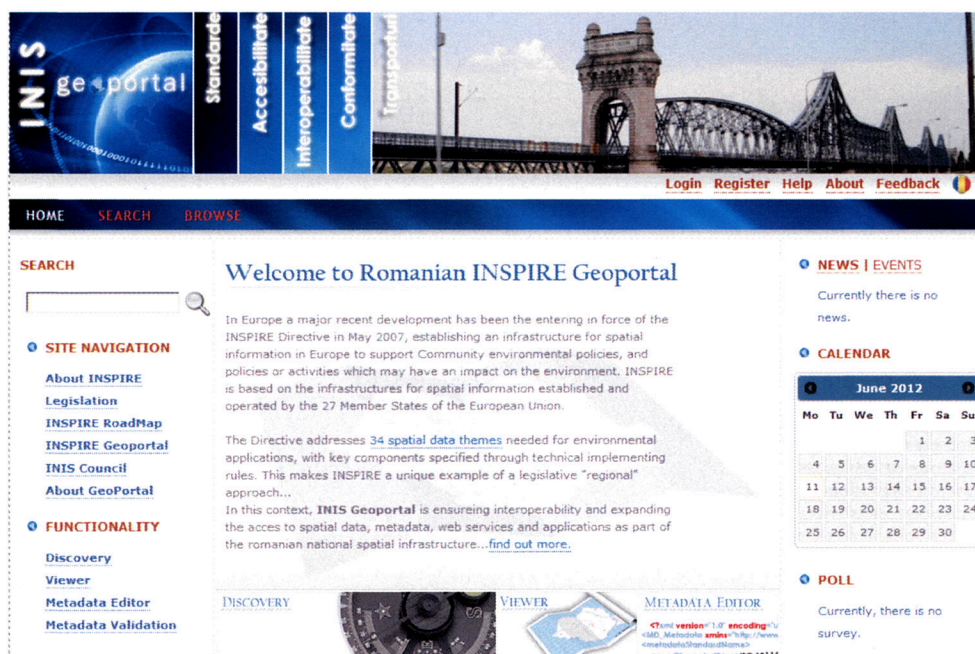 INIS
geoportal
Standarde
Accesibilitate
Interoperabilitate
Conformitate
Transporturi
Login Register Help About Feedback
HOME SEARCH BROWSE
SEARCH
SITE NAVIGATION
About INSPIRE
Legislation
INSPIRE RoadMap
INSPIRE Geoportal
INIS Council
About GeoPortal
FUNCTIONALITY
Discovery
Viewer
Metadata Editor
Metadata Validation
Welcome to Romanian INSPIRE Geoportal
In Europe a major recent development has been the entering in force of the
INSPIRE Directive in May 2007, establishing an infrastructure for spatial
information in Europe to support Community environmental policies, and
policies or activities which may have an impact on the environment. INSPIRE
is based on the infrastructures for spatial information established and
operated by the 27 Member States of the European Union.
The Directive addresses 34 spatial data themes needed for environmental
applications, with key components specified through technical implementing
rules. This makes INSPIRE a unique example of a legislative "regional"
approach...
In this context, INIS Geoportal is ensureing interoperability and expanding
the acces to spatial data, metadata, web services and applications as part of
the romanian national spatial infrastructure...find out more.
DISCOVERY
VIEWER
METADATA EDITOR
<?xml version="1.0" encoding="u
<MD_Metadata xmlns="http://www
<metadataStandardName>
NEWS | EVENTS
Currently there is no
news.
CALENDAR
June 2012
Mo Tu We Th Fr Sa Su
1 2 3
4 5 6 7 8 9 10
11 12 13 14 15 16 17
18 19 20 21 22 23 24
25 26 27 28 29 30
POLL
Currently, there is no
survey.